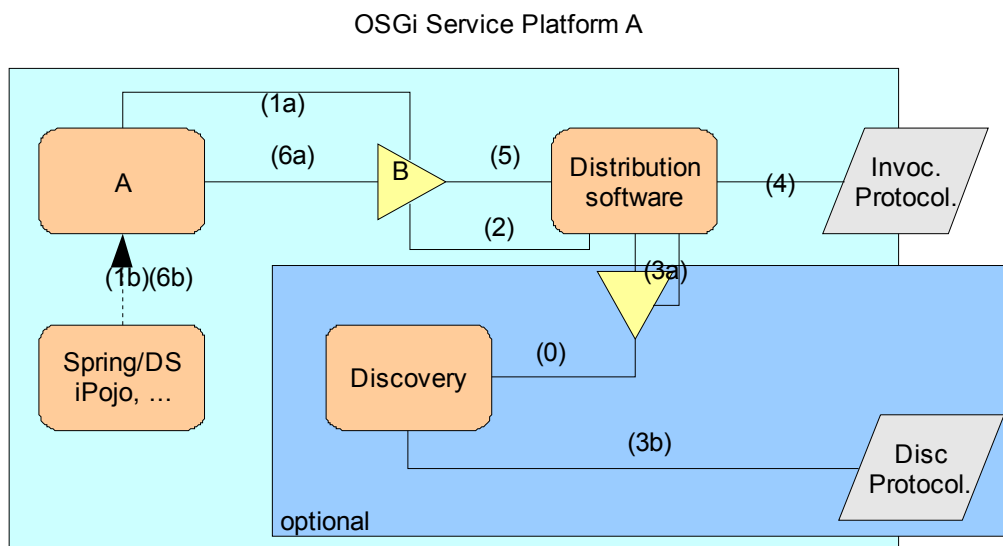 OSGi Service Platform A
(1a)
A
(6a)
B
(5)
Distribution
software
(4)
Invoc.
Protocol.
(2)
(3a)
(1b)(6b)
Spring/DS
iPojo, …
Discovery
(0)
(3b)
Disc
Protocol.
optional